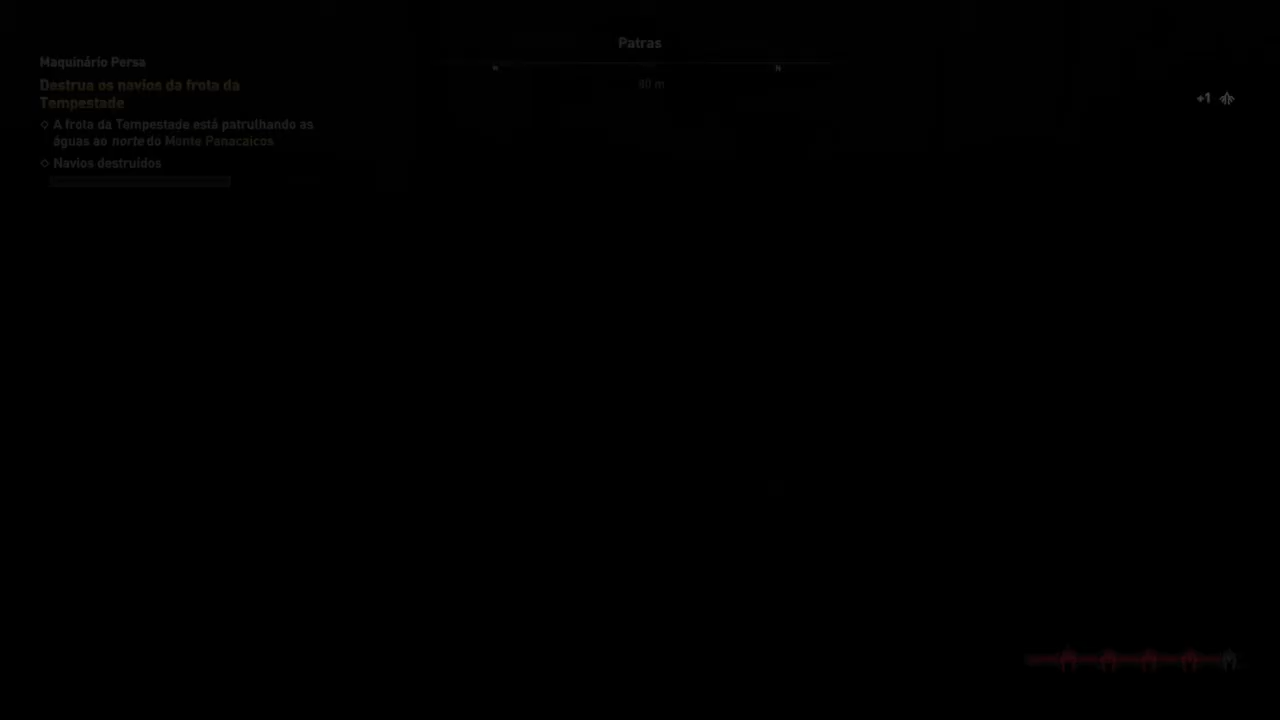 Patras
Maquinário Persa
30 m
Destrua os navios da frota da
Tempestade
+1
A frota da Tempestade está patrulhando as
águas ao norte do Monte Panacaicos
Navios destruídos